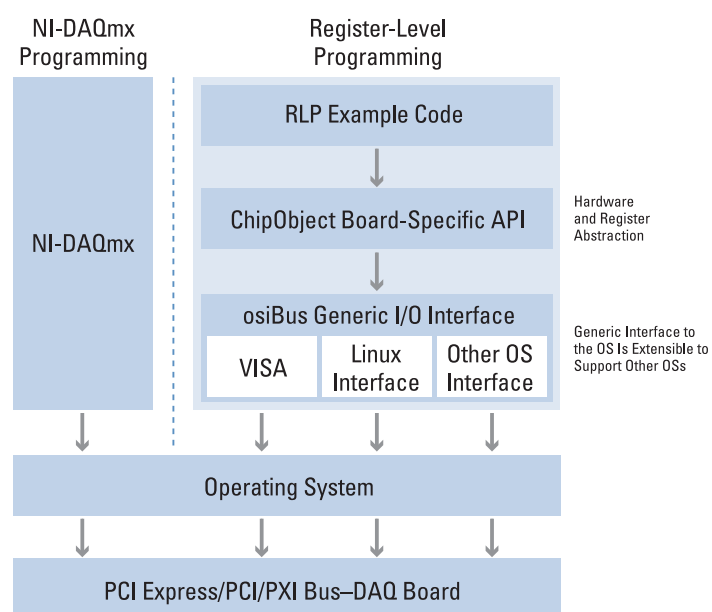 NI-DAQmx
Programming
Register-Level
Programming
NI-DAQmx
RLP Example Code
ChipObject Board-Specific API
Hardware
and Register
Abstraction
osiBus Generic I/O Interface
VISA
Linux
Interface
Other OS
Interface
Generic Interface to
the OS Is Extensible to
Support Other OSs
Operating System
PCI Express/PCI/PXI Bus–DAQ Board